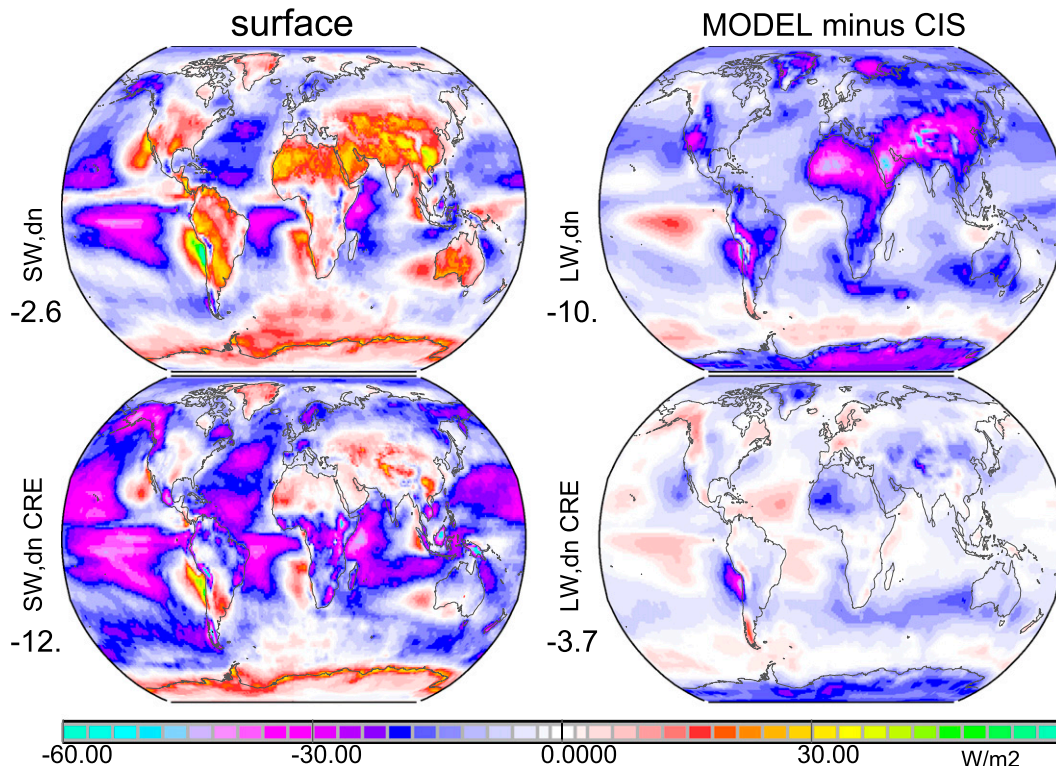 surface
MODEL minus CIS
SW,dn
-2.6
LW,dn
-10.
SW,dn CRE
-12.
LW,dn CRE
-3.7
-60.00 -30.00 0.0000 30.00 W/m2